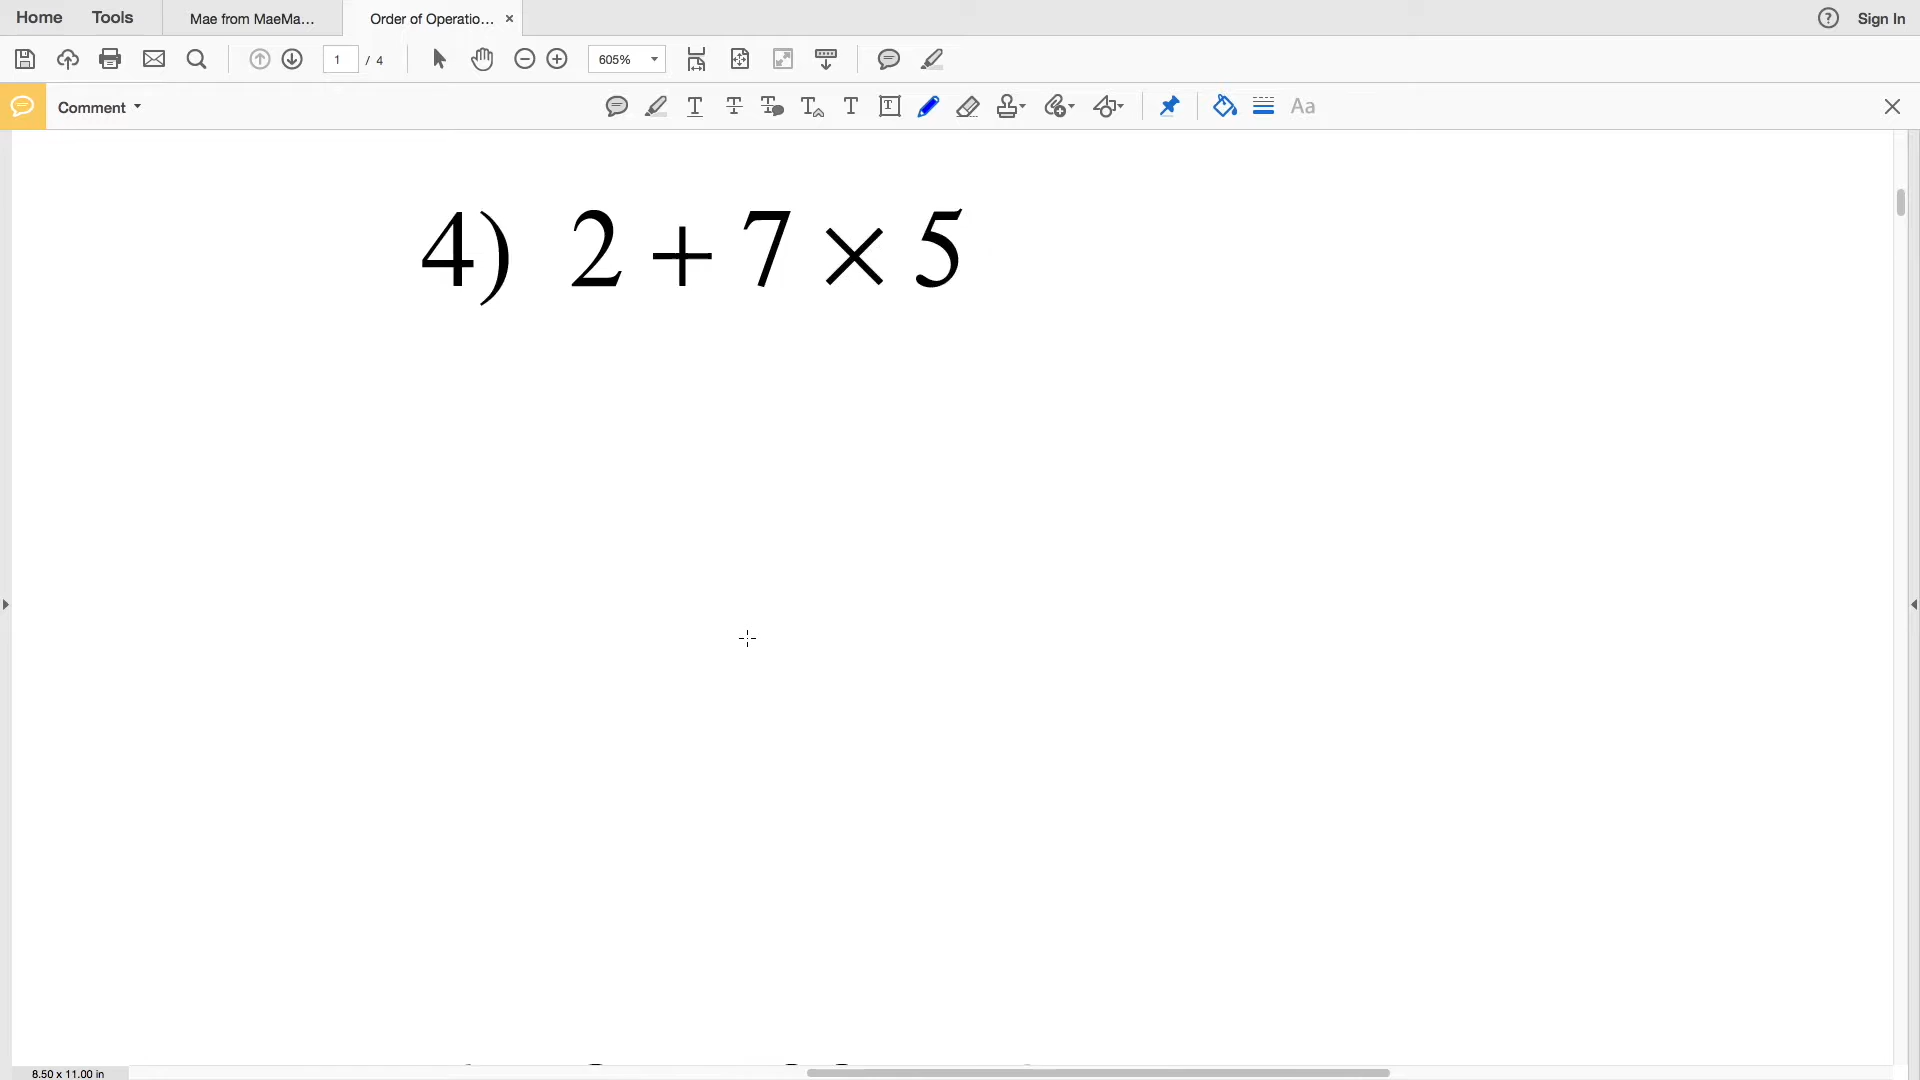 Home Tools Mae from MaeMa... Order of Operatio... × ? Sign In
1 / 4 605%
Comment Aa
4) 2 + 7 × 5
8.50 x 11.00 in